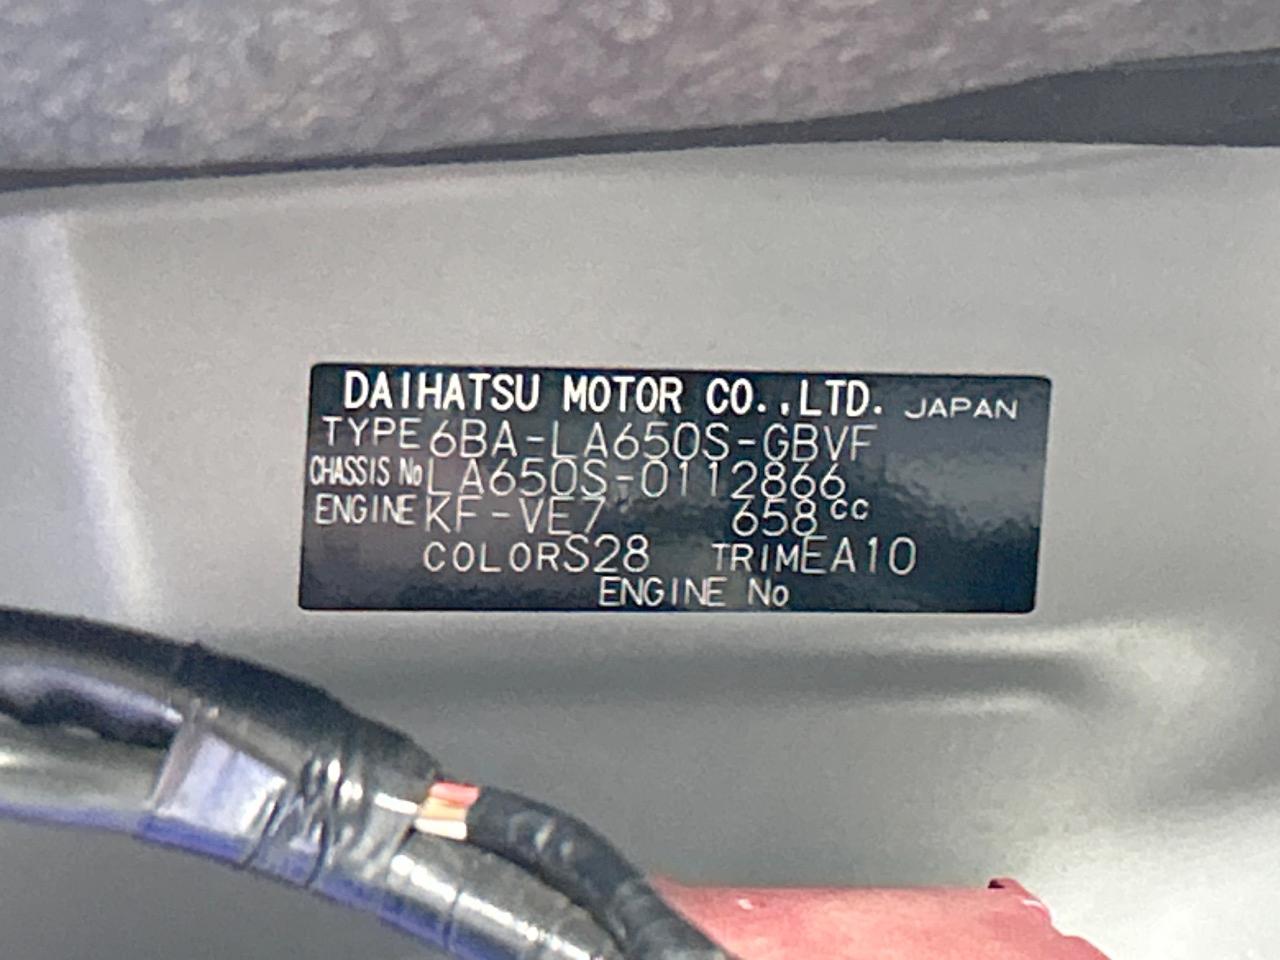 DAIHATSU MOTOR CO.,LTD. JAPAN
TYPE 6BA-LA650S-GBVF
CHASSIS No LA650S-0112866
ENGINE KF-VE7 658cc
COLOR S28 TRIM EA10
ENGINE No